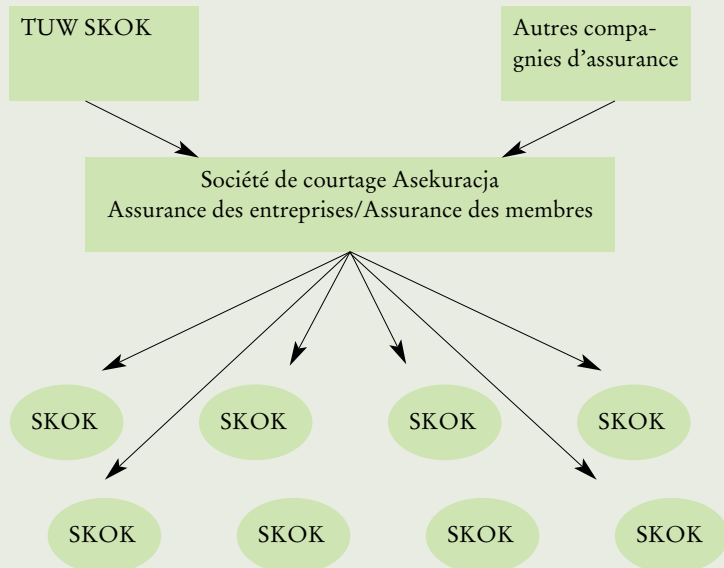 TUW SKOK
Autres compa-
gnies d’assurance
Société de courtage Asekuracja
Assurance des entreprises/Assurance des membres
SKOK
SKOK
SKOK
SKOK
SKOK
SKOK
SKOK
SKOK